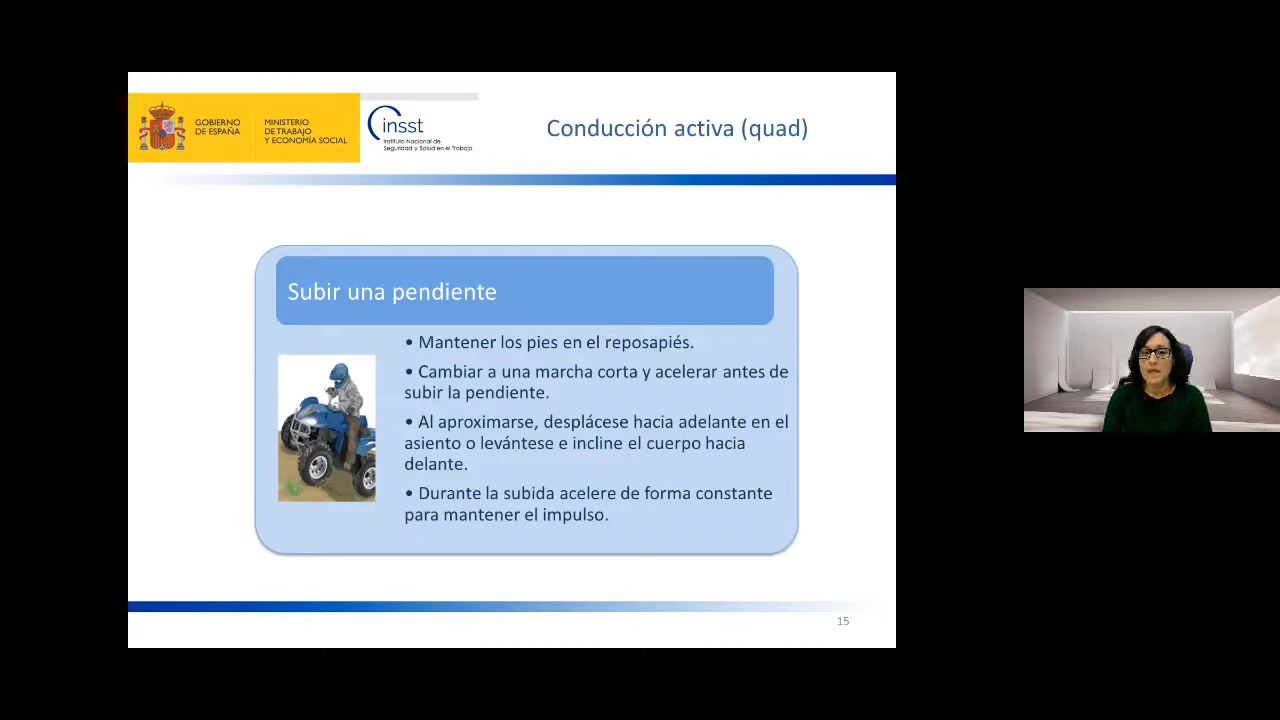 GOBIERNO
DE ESPAÑA
MINISTERIO
DE TRABAJO
Y ECONOMÍA SOCIAL
insst
Instituto Nacional de
Seguridad y Salud en el Trabajo
Conducción activa (quad)
Subir una pendiente
• Mantener los pies en el reposapiés.
• Cambiar a una marcha corta y acelerar antes de
subir la pendiente.
• Al aproximarse, desplácese hacia adelante en el
asiento o levántese e incline el cuerpo hacia
delante.
• Durante la subida acelere de forma constante
para mantener el impulso.
15